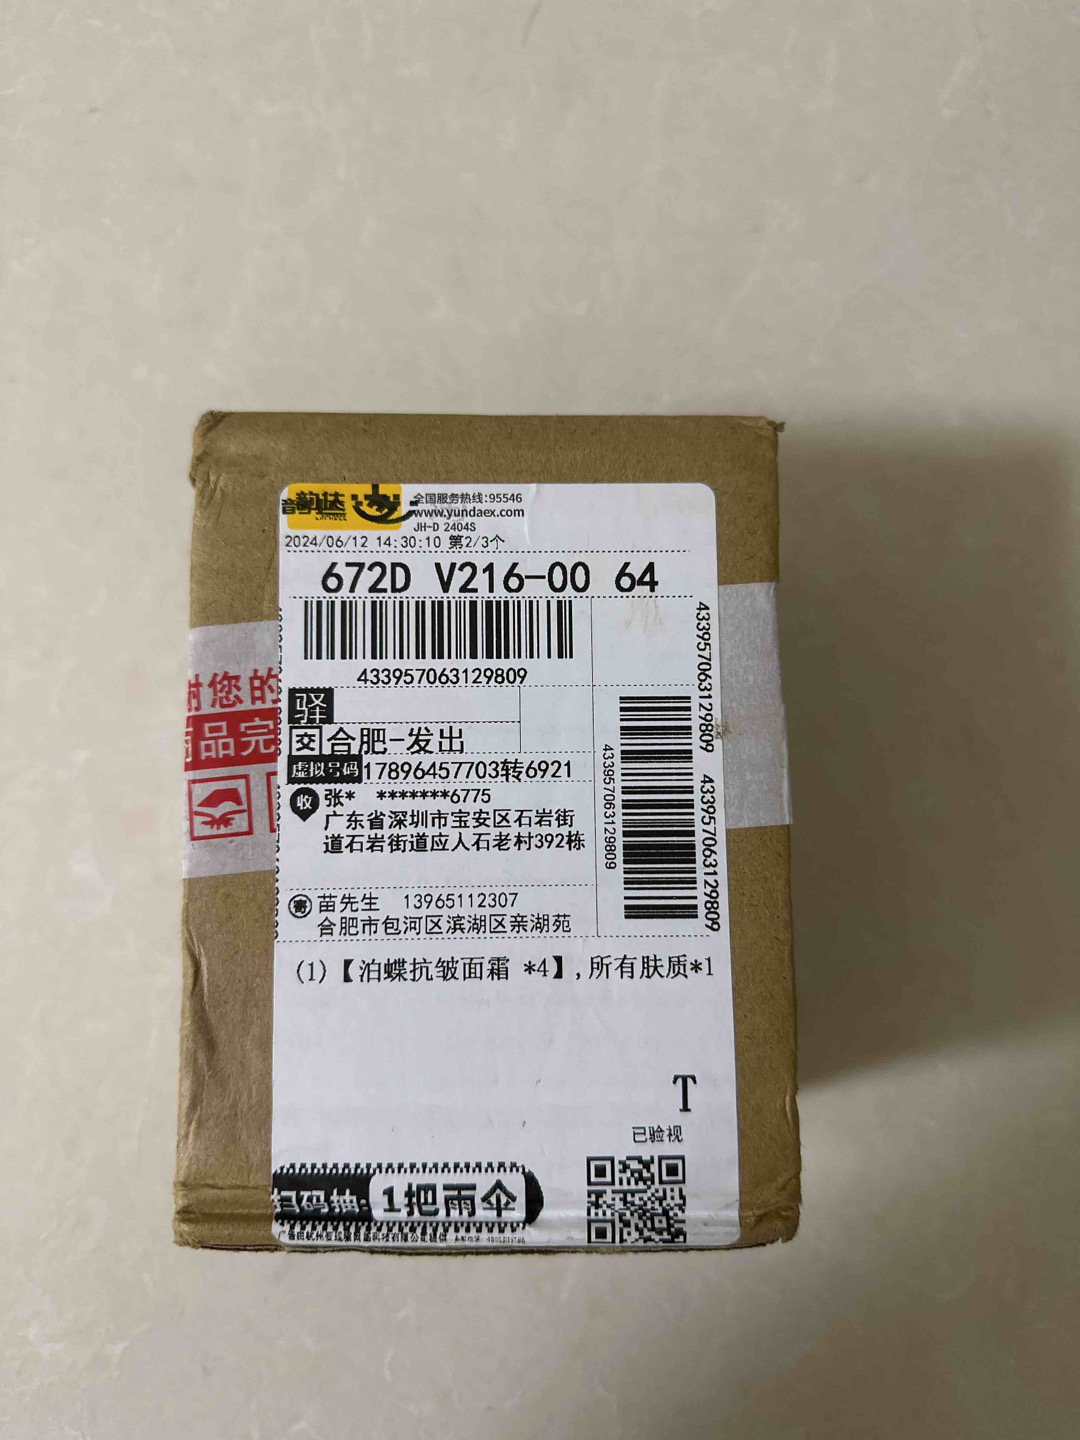 韵达
全国服务热线:95546
www.yundaex.com
JH-D 2404S
2024/06/12 14:30:10 第2/3个
672D V216-00 64
433957063129809
驿
交 合肥-发出
虚拟号码 17896457703转6921
收 张* *******6775
广东省深圳市宝安区石岩街
道石岩街道应人石老村392栋
寄 苗先生 13965112307
合肥市包河区滨湖区亲湖苑
(1)【泊蝶抗皱面霜 *4】,所有肤质*1
T
已验视
扫码抽: 1把雨伞
433957063129809
433957063129809 433957063129809
谢您的
商品完